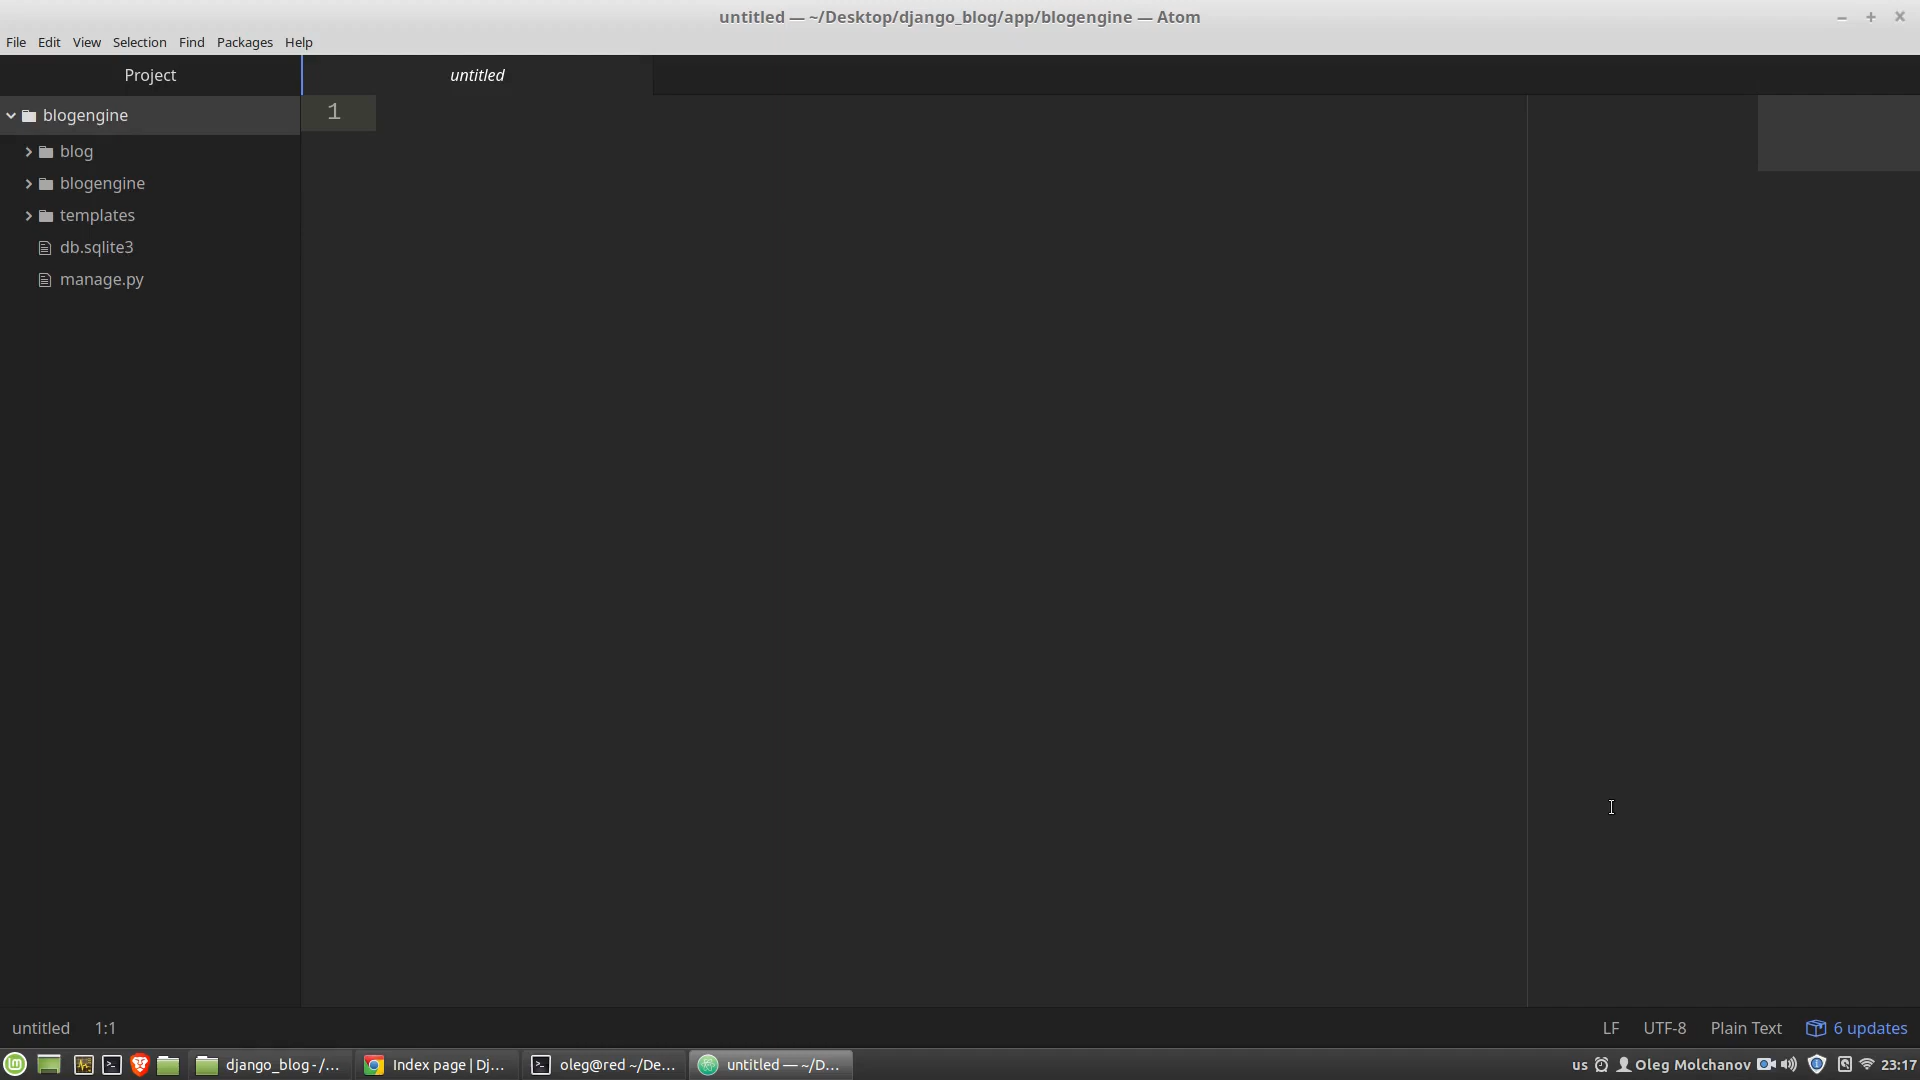 untitled — ~/Desktop/django_blog/app/blogengine — Atom
File Edit View Selection Find Packages Help
Project
untitled
blogengine
1
blog
blogengine
templates
db.sqlite3
manage.py
untitled 1:1
LF UTF-8 Plain Text 6 updates
django_blog - /...
Index page | Dj...
oleg@red ~/De...
untitled — ~/D...
us Oleg Molchanov 23:17